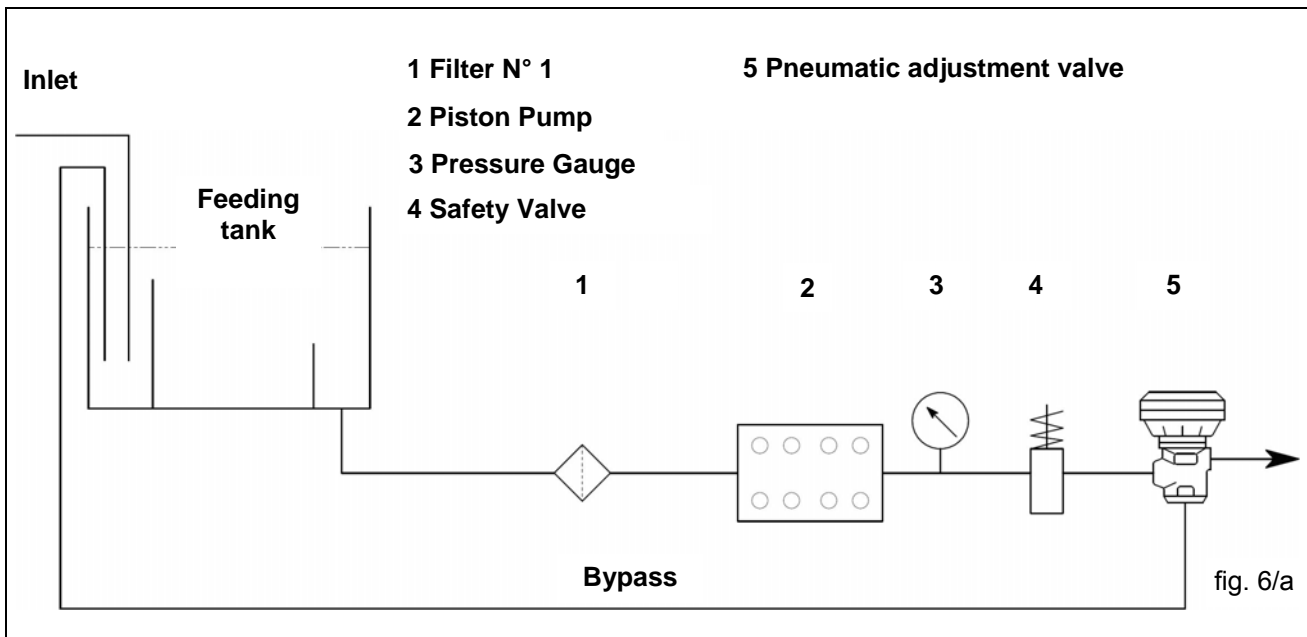 Inlet
1 Filter N° 1
2 Piston Pump
3 Pressure Gauge
4 Safety Valve
5 Pneumatic adjustment valve
Feeding
tank
1 2 3 4 5
Bypass
fig. 6/a